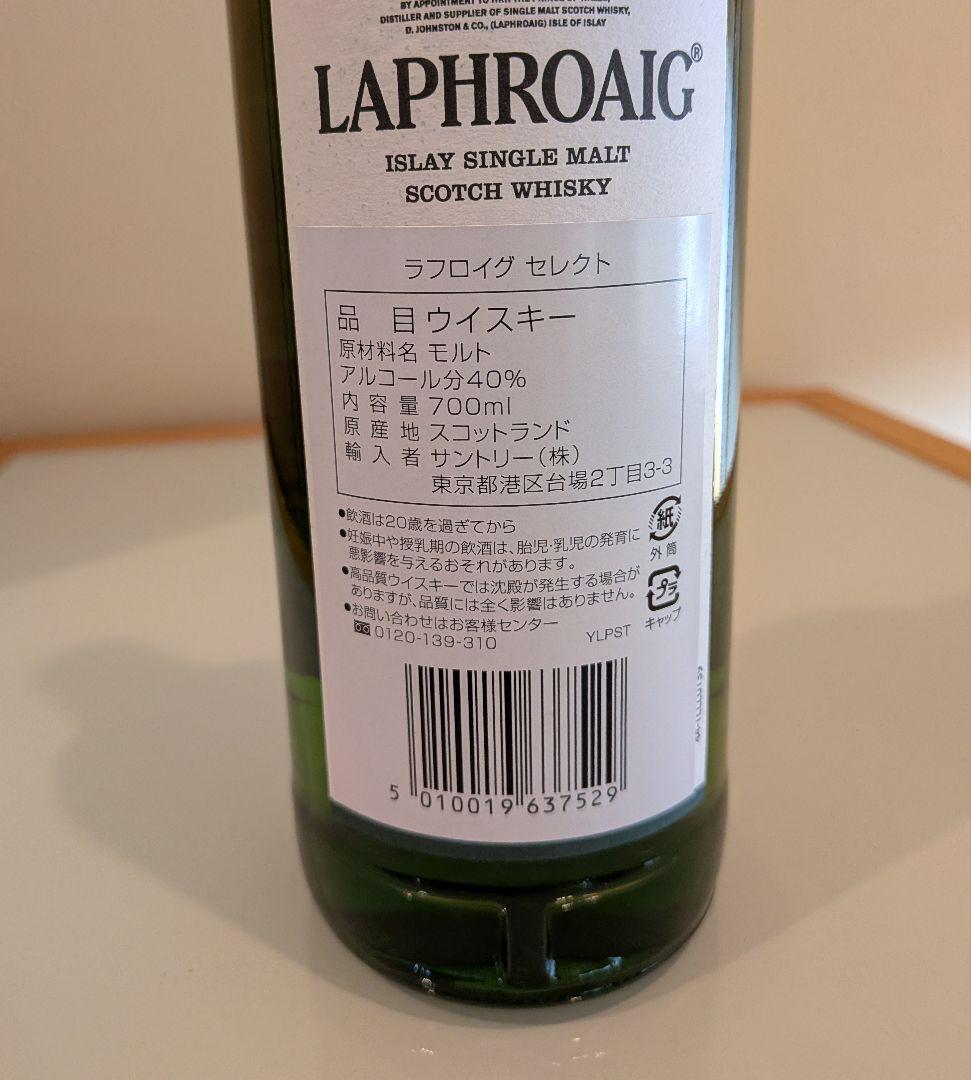 BY APPOINTMENT TO HRH THE PRINCE OF WALES,
DISTILLER AND SUPPLIER OF SINGLE MALT SCOTCH WHISKY,
D. JOHNSTON & CO., (LAPHROAIG) ISLE OF ISLAY
LAPHROAIG®
ISLAY SINGLE MALT
SCOTCH WHISKY
ラフロイグ セレクト
品 目 ウイスキー
原材料名 モルト
アルコール分40%
内容量 700ml
原産地 スコットランド
輸入者 サントリー(株)
東京都港区台場2丁目3-3
●飲酒は20歳を過ぎてから
●妊娠中や授乳期の飲酒は、胎児・乳児の発育に
悪影響を与えるおそれがあります。
●高品質ウイスキーでは沈殿が発生する場合が
ありますが、品質には全く影響はありません。
●お問い合わせはお客様センター
0120-139-310
YLPST
紙
外筒
プラ
キャップ
5 010019 637529